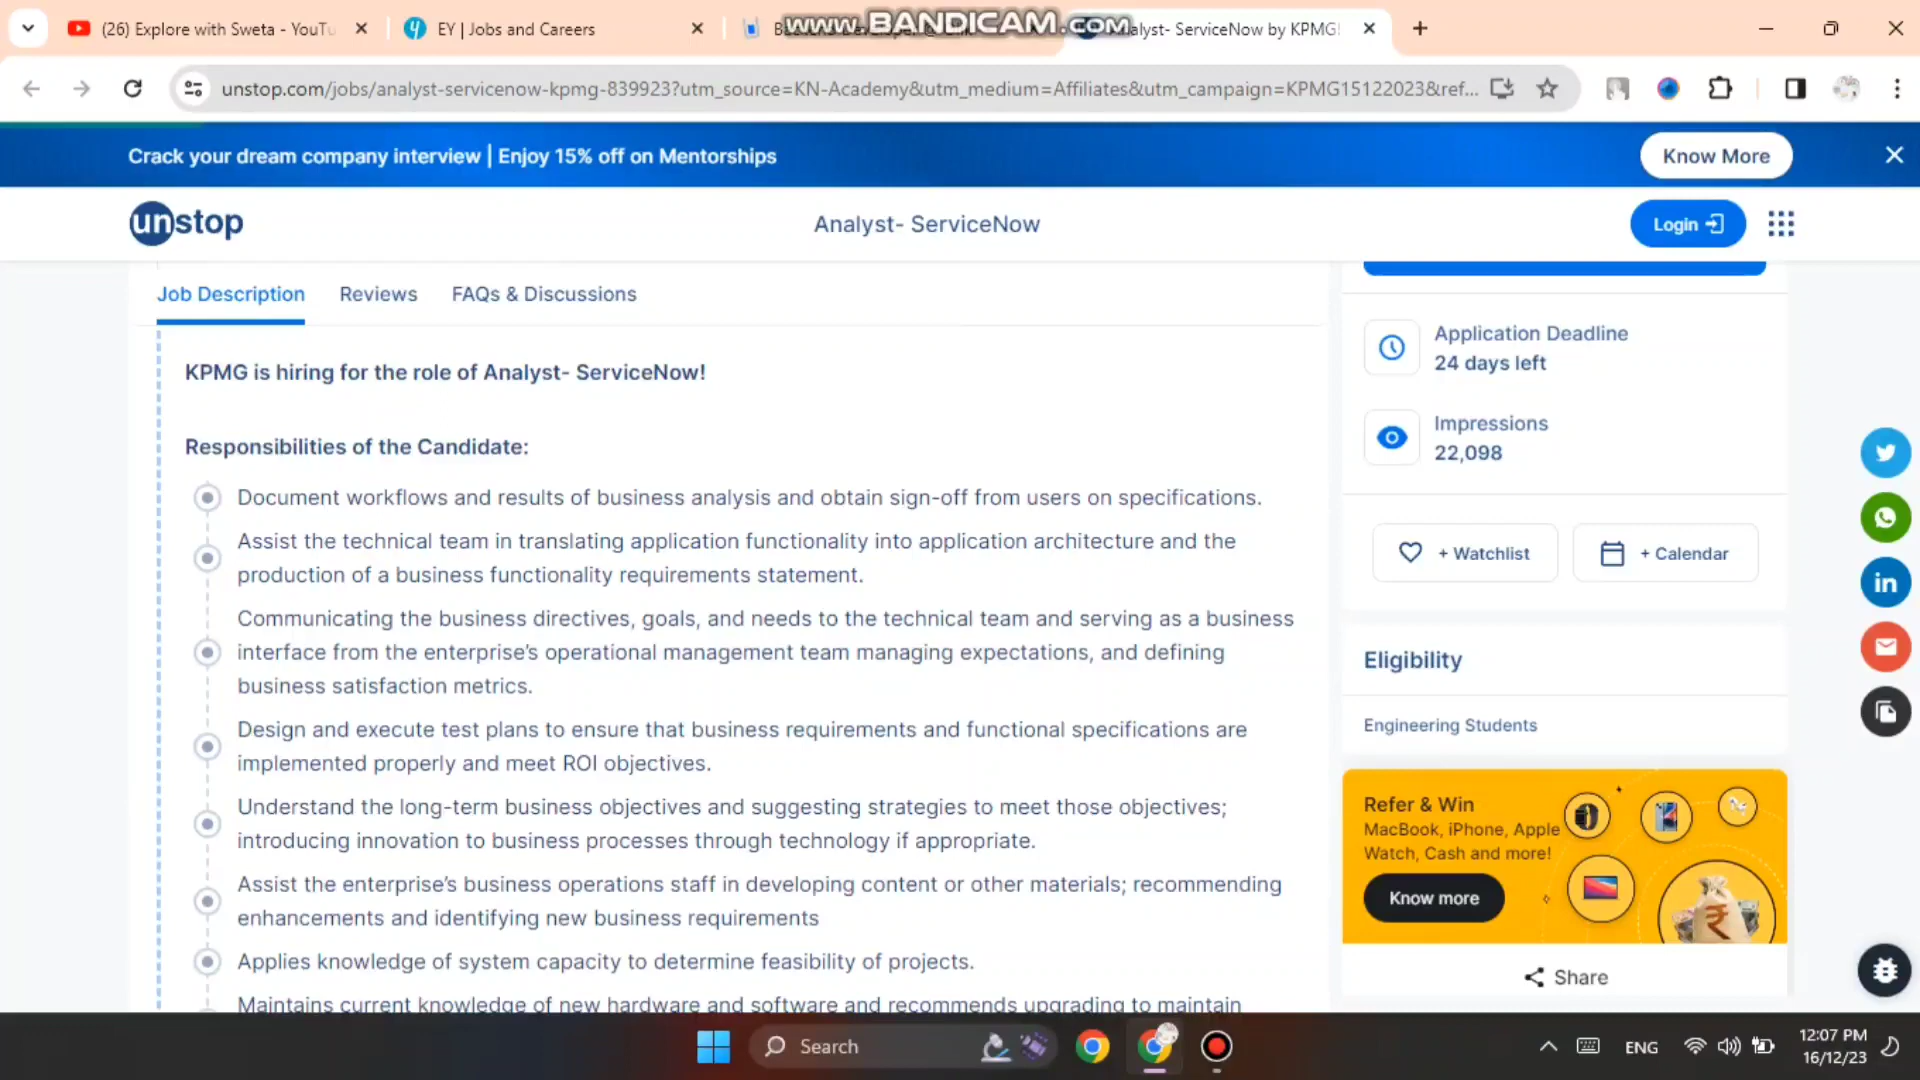 (26) Explore with Sweta - YouTu
EY | Jobs and Careers
www.BANDICAM.com
Analyst- ServiceNow by KPMG!
unstop.com/jobs/analyst-servicenow-kpmg-839923?utm_source=KN-Academy&utm_medium=Affiliates&utm_campaign=KPMG15122023&ref...
Crack your dream company interview | Enjoy 15% off on Mentorships
Know More
unstop
Analyst- ServiceNow
Login
Job Description
Reviews
FAQs & Discussions
KPMG is hiring for the role of Analyst- ServiceNow!
Responsibilities of the Candidate:
Document workflows and results of business analysis and obtain sign-off from users on specifications.
Assist the technical team in translating application functionality into application architecture and the
production of a business functionality requirements statement.
Communicating the business directives, goals, and needs to the technical team and serving as a business
interface from the enterprise’s operational management team managing expectations, and defining
business satisfaction metrics.
Design and execute test plans to ensure that business requirements and functional specifications are
implemented properly and meet ROI objectives.
Understand the long-term business objectives and suggesting strategies to meet those objectives;
introducing innovation to business processes through technology if appropriate.
Assist the enterprise’s business operations staff in developing content or other materials; recommending
enhancements and identifying new business requirements
Applies knowledge of system capacity to determine feasibility of projects.
Maintains current knowledge of new hardware and software and recommends upgrading to maintain
Application Deadline
24 days left
Impressions
22,098
+ Watchlist
+ Calendar
Eligibility
Engineering Students
Refer & Win
MacBook, iPhone, Apple
Watch, Cash and more!
Know more
Share
in
Search
ENG
12:07 PM
16/12/23